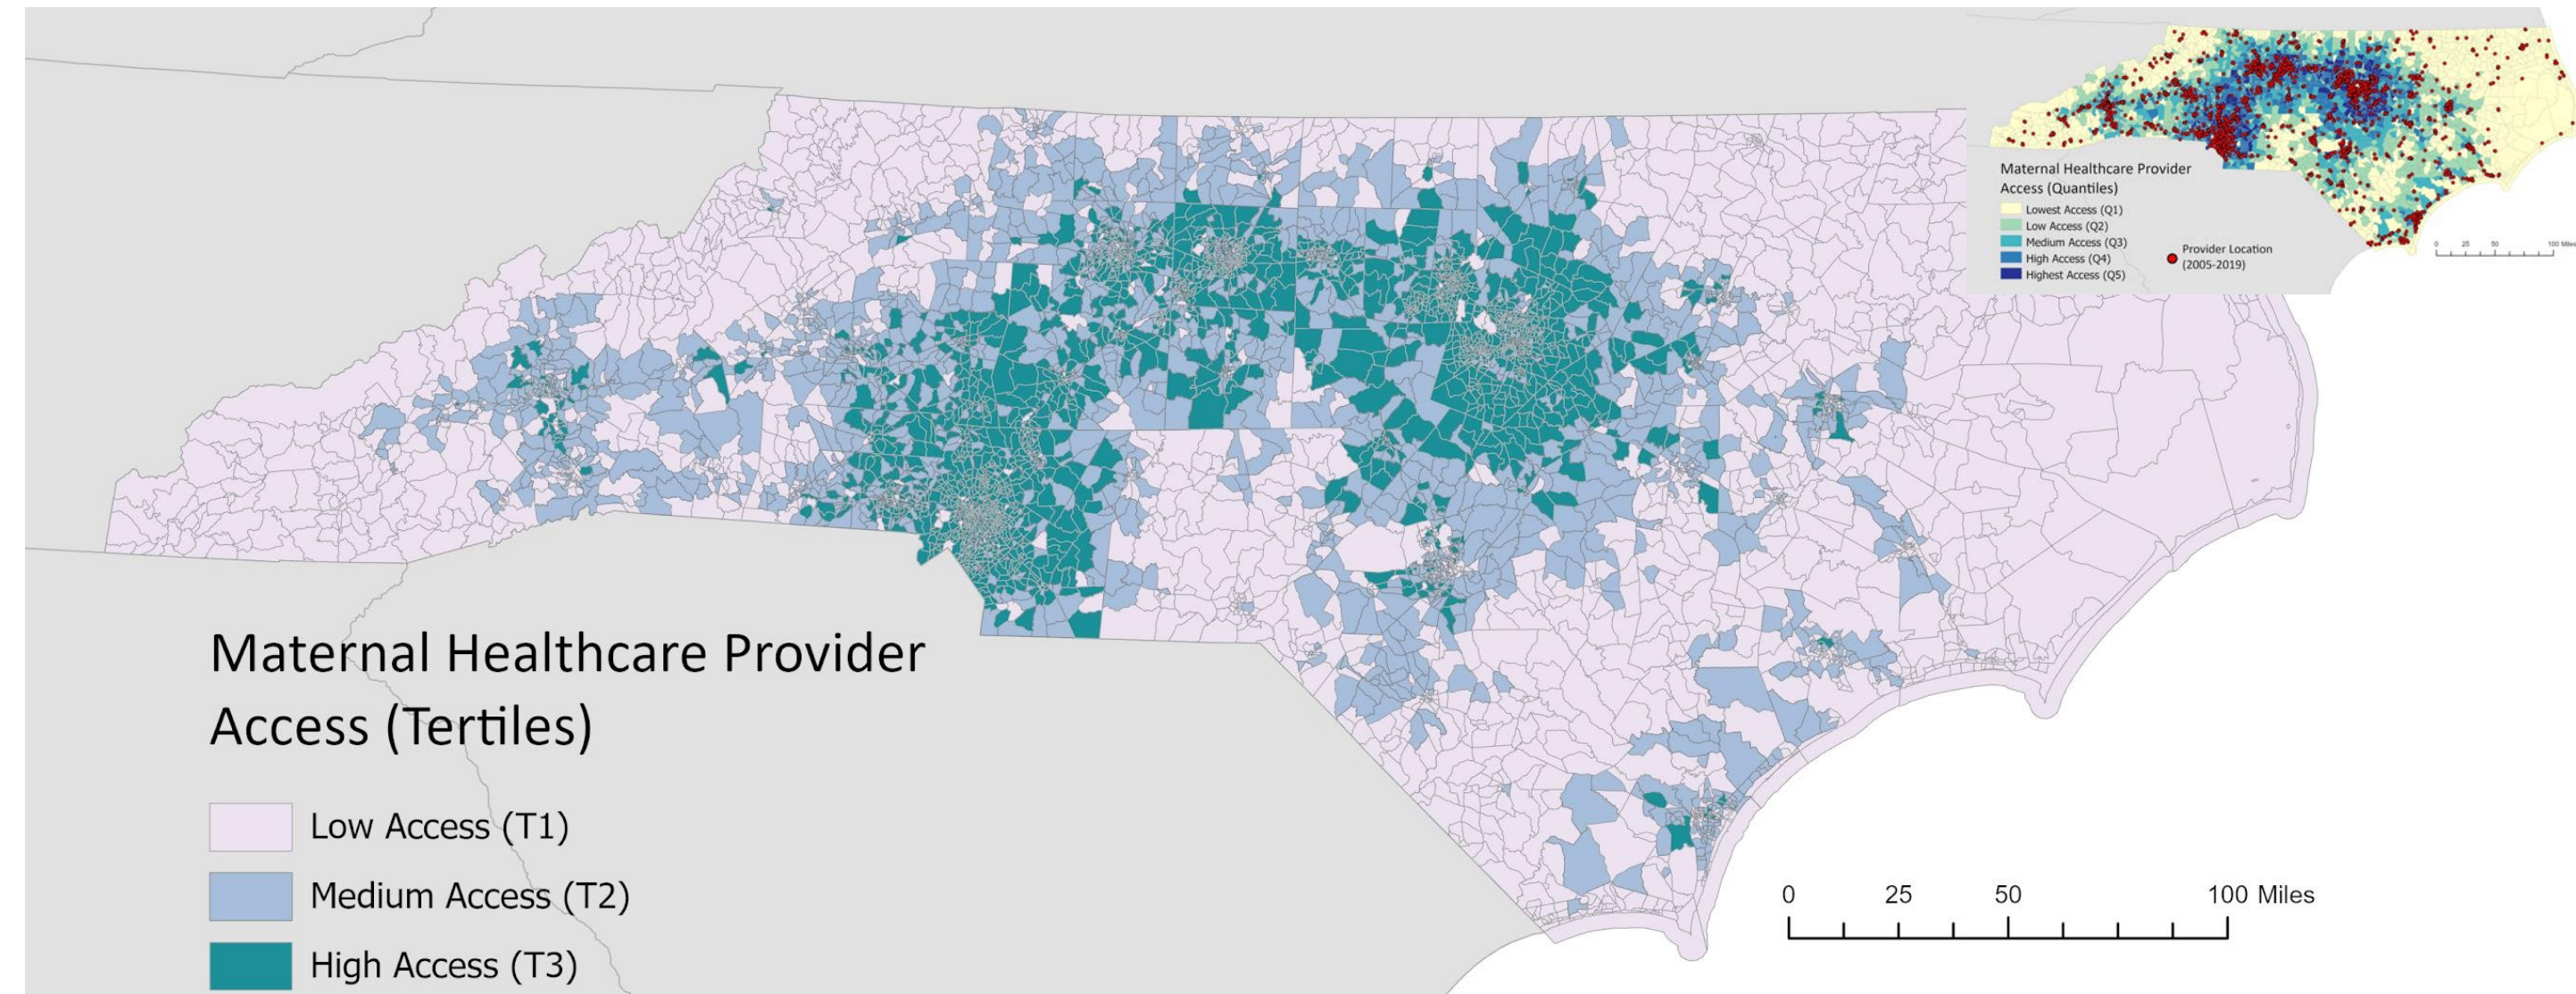 Maternal Healthcare Provider
Access (Tertiles)
Low Access (T1)
Medium Access (T2)
High Access (T3)
0 25 50 100 Miles
Maternal Healthcare Provider
Access (Quantiles)
Lowest Access (Q1)
Low Access (Q2)
Medium Access (Q3)
High Access (Q4)
Highest Access (Q5)
Provider Location
(2005-2019)
0 25 50 100 Miles